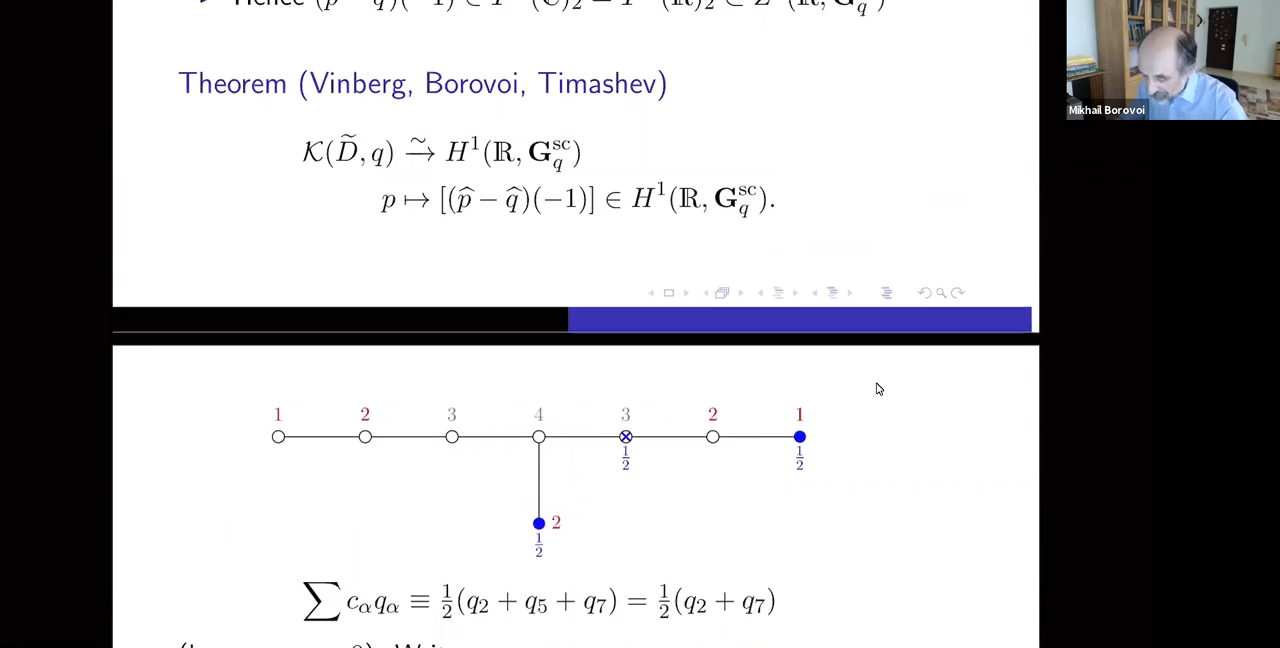 Mikhail Borovoi
Theorem (Vinberg, Borovoi, Timashev)
𝒦(D̃, q) ⥲ H¹(ℝ, G_q^sc)
p ↦ [(p̂ − q̂)(−1)] ∈ H¹(ℝ, G_q^sc).
1 2 3 4 3 2 1
1/2 1/2
2
1/2
∑ c_α q_α ≡ ½(q₂ + q₅ + q₇) = ½(q₂ + q₇)